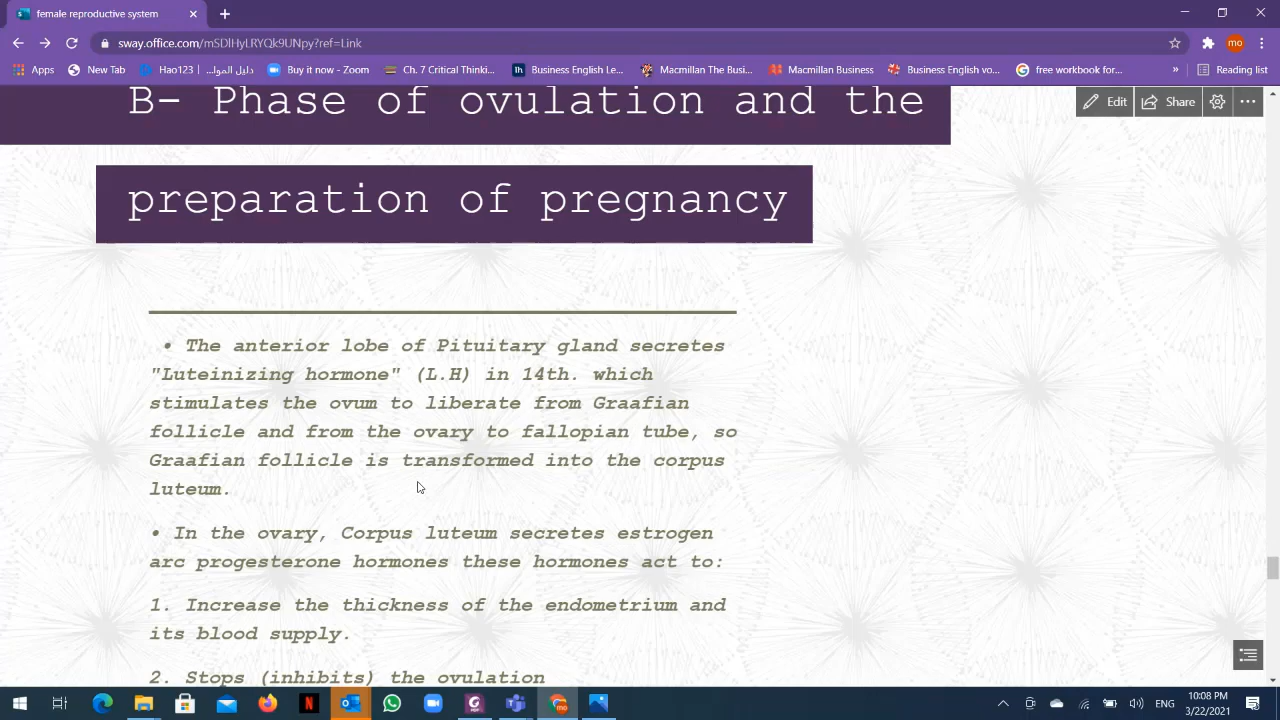 female reproductive system
sway.office.com/mSDlHyLRYQk9UNpy?ref=Link
mo
Apps
New Tab
Hao123
دليل الموا...
Buy it now - Zoom
Ch. 7 Critical Thinki...
Business English Le...
Macmillan The Busi...
Macmillan Business
Business English vo...
free workbook for...
»
Reading list
B- Phase of ovulation and the
Edit
Share
preparation of pregnancy
• The anterior lobe of Pituitary gland secretes
"Luteinizing hormone" (L.H) in 14th. which
stimulates the ovum to liberate from Graafian
follicle and from the ovary to fallopian tube, so
Graafian follicle is transformed into the corpus
luteum.
• In the ovary, Corpus luteum secretes estrogen
arc progesterone hormones these hormones act to:
1. Increase the thickness of the endometrium and
its blood supply.
2. Stops (inhibits) the ovulation
ENG
10:08 PM
3/22/2021